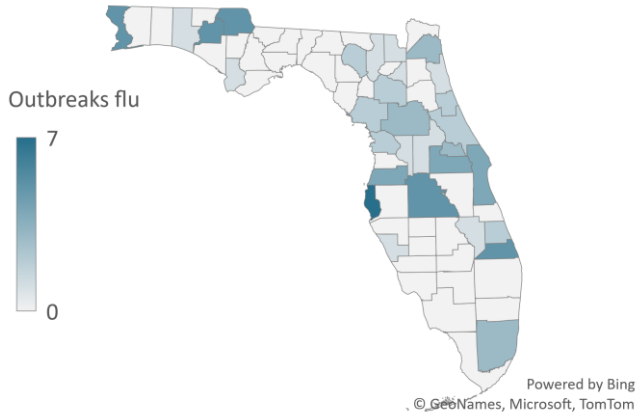 Outbreaks flu
7
0
Powered by Bing
© GeoNames, Microsoft, TomTom